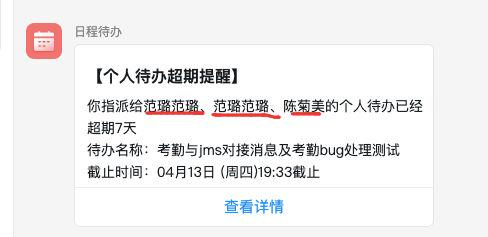 日程待办
【个人待办超期提醒】
你指派给范璐范璐、范璐范璐、陈菊美的个人待办已经
超期7天
待办名称：考勤与jms对接消息及考勤bug处理测试
截止时间：04月13日 (周四)19:33截止
查看详情